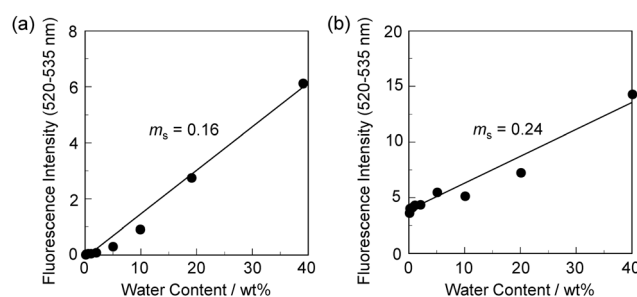 (a)
Fluorescence Intensity (520-535 nm)
8
6
4
2
0
m_s = 0.16
0 10 20 30 40
Water Content / wt%
(b)
Fluorescence Intensity (520-535 nm)
20
15
10
5
0
m_s = 0.24
0 10 20 30 40
Water Content / wt%